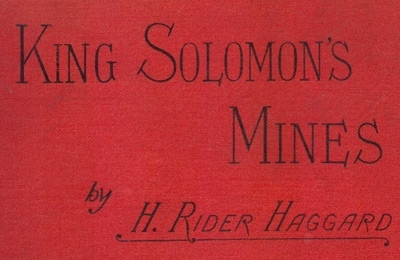 KING SOLOMON'S
MINES
by
H. RIDER HAGGARD